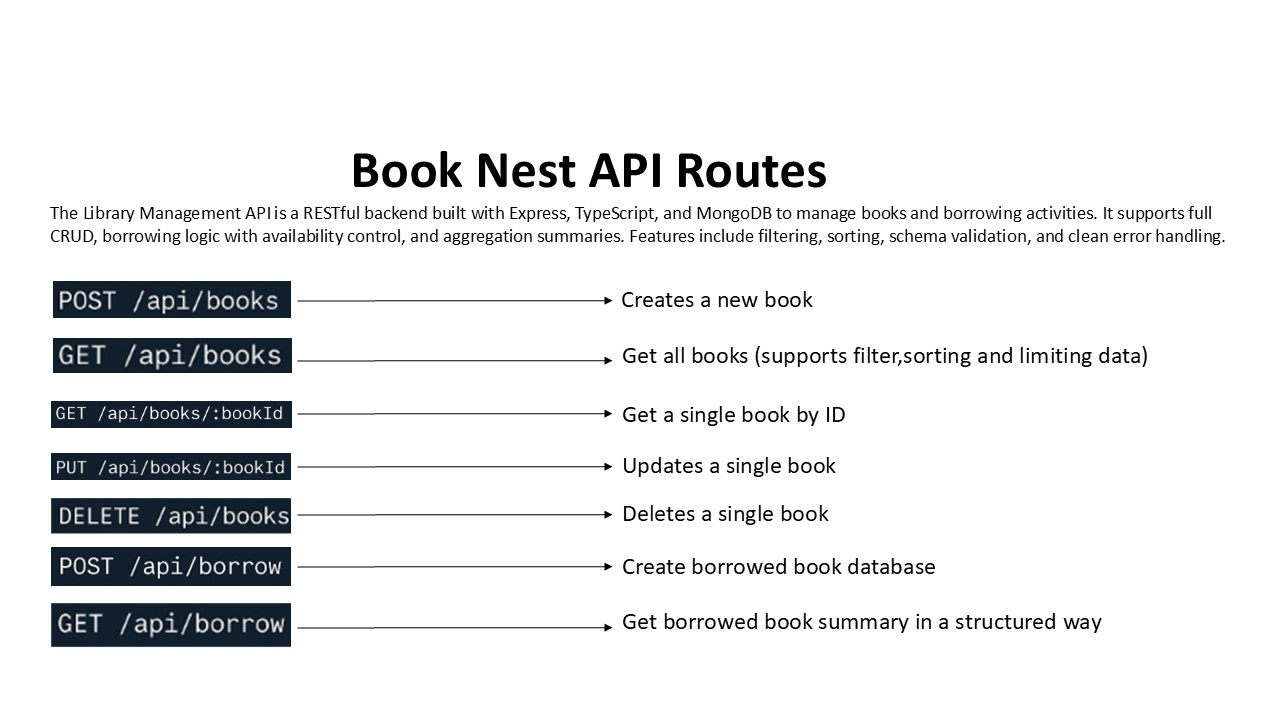 Book Nest API Routes
The Library Management API is a RESTful backend built with Express, TypeScript, and MongoDB to manage books and borrowing activities. It supports full
CRUD, borrowing logic with availability control, and aggregation summaries. Features include filtering, sorting, schema validation, and clean error handling.
POST /api/books Creates a new book
GET /api/books Get all books (supports filter,sorting and limiting data)
GET /api/books/:bookId Get a single book by ID
PUT /api/books/:bookId Updates a single book
DELETE /api/books Deletes a single book
POST /api/borrow Create borrowed book database
GET /api/borrow Get borrowed book summary in a structured way